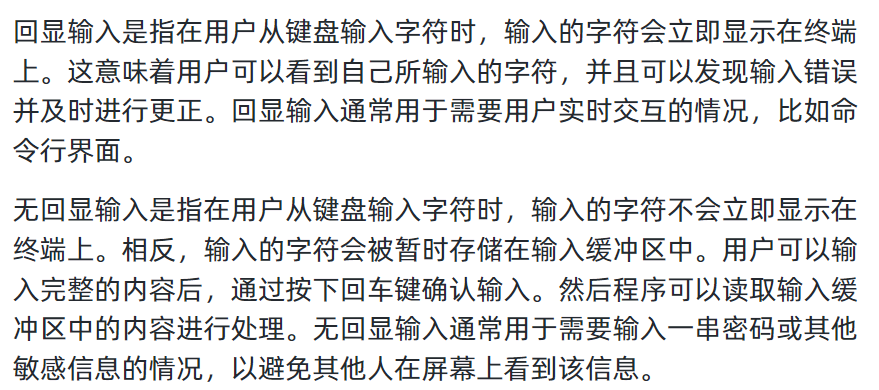 回显输入是指在用户从键盘输入字符时，输入的字符会立即显示在终端
上。这意味着用户可以看到自己所输入的字符，并且可以发现输入错误
并及时进行更正。回显输入通常用于需要用户实时交互的情况，比如命
令行界面。
无回显输入是指在用户从键盘输入字符时，输入的字符不会立即显示在
终端上。相反，输入的字符会被暂时存储在输入缓冲区中。用户可以输
入完整的内容后，通过按下回车键确认输入。然后程序可以读取输入缓
冲区中的内容进行处理。无回显输入通常用于需要输入一串密码或其他
敏感信息的情况，以避免其他人在屏幕上看到该信息。